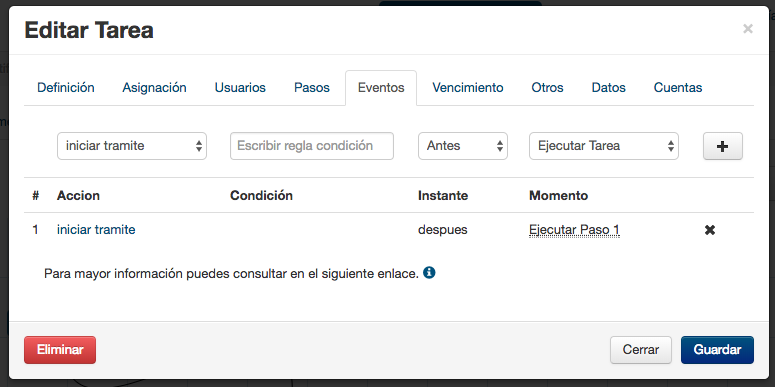 Editar Tarea ×
Definición Asignación Usuarios Pasos Eventos Vencimiento Otros Datos Cuentas
iniciar tramite Escribir regla condición Antes Ejecutar Tarea +
# Accion Condición Instante Momento
1 iniciar tramite despues Ejecutar Paso 1 ✖
Para mayor información puedes consultar en el siguiente enlace.
Eliminar Cerrar Guardar